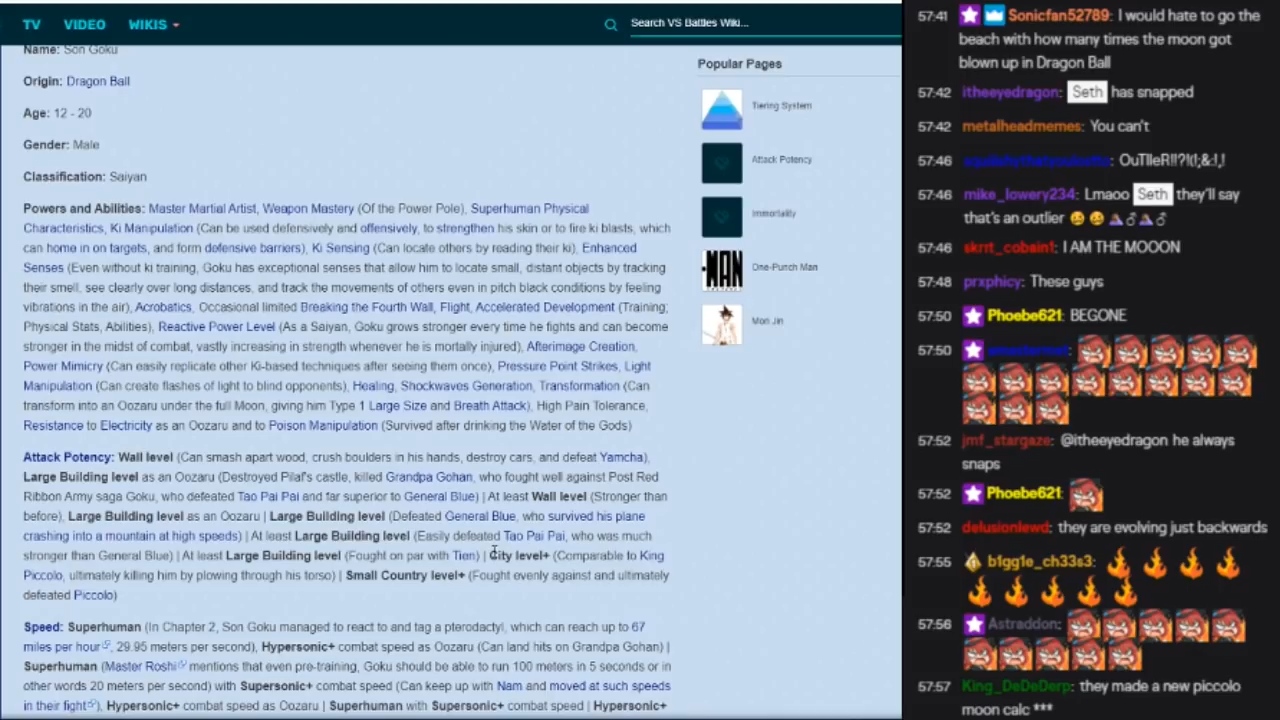 TV VIDEO WIKIS Search VS Battles Wiki...
Name: Son Goku
Origin: Dragon Ball
Age: 12 - 20
Gender: Male
Classification: Saiyan
Powers and Abilities: Master Martial Artist, Weapon Mastery (Of the Power Pole), Superhuman Physical
Characteristics, Ki Manipulation (Can be used defensively and offensively, to strengthen his skin or to fire ki blasts, which
can home in on targets, and form defensive barriers), Ki Sensing (Can locate others by reading their ki), Enhanced
Senses (Even without ki training, Goku has exceptional senses that allow him to locate small, distant objects by tracking
their smell, see clearly over long distances, and track the movements of others even in pitch black conditions by feeling
vibrations in the air), Acrobatics, Occasional limited Breaking the Fourth Wall, Flight, Accelerated Development (Training;
Physical Stats, Abilities), Reactive Power Level (As a Saiyan, Goku grows stronger every time he fights and can become
stronger in the midst of combat, vastly increasing in strength whenever he is mortally injured), Afterimage Creation,
Power Mimicry (Can easily replicate other Ki-based techniques after seeing them once), Pressure Point Strikes, Light
Manipulation (Can create flashes of light to blind opponents), Healing, Shockwaves Generation, Transformation (Can
transform into an Oozaru under the full Moon, giving him Type 1 Large Size and Breath Attack), High Pain Tolerance,
Resistance to Electricity as an Oozaru and to Poison Manipulation (Survived after drinking the Water of the Gods)
Attack Potency: Wall level (Can smash apart wood, crush boulders in his hands, destroy cars, and defeat Yamcha),
Large Building level as an Oozaru (Destroyed Pilaf's castle, killed Grandpa Gohan, who fought well against Post Red
Ribbon Army saga Goku, who defeated Tao Pai Pai and far superior to General Blue) | At least Wall level (Stronger than
before), Large Building level as an Oozaru | Large Building level (Defeated General Blue, who survived his plane
crashing into a mountain at high speeds) | At least Large Building level (Easily defeated Tao Pai Pai, who was much
stronger than General Blue) | At least Large Building level (Fought on par with Tien) | City level+ (Comparable to King
Piccolo, ultimately killing him by plowing through his torso) | Small Country level+ (Fought evenly against and ultimately
defeated Piccolo)
Speed: Superhuman (In Chapter 2, Son Goku managed to react to and tag a pterodactyl, which can reach up to 67
miles per hour, 29.95 meters per second), Hypersonic+ combat speed as Oozaru (Can land hits on Grandpa Gohan) |
Superhuman (Master Roshi mentions that even pre-training, Goku should be able to run 100 meters in 5 seconds or in
other words 20 meters per second) with Supersonic+ combat speed (Can keep up with Nam and moved at such speeds
in their fight), Hypersonic+ combat speed as Oozaru | Superhuman with Supersonic+ combat speed | Hypersonic+
Popular Pages
Tiering System
Attack Potency
Immortality
MAN One-Punch Man
Mori Jin
57:41 Sonicfan52789: I would hate to go the
beach with how many times the moon got
blown up in Dragon Ball
57:42 itheeyedragon: Seth has snapped
57:42 metalheadmemes: You can't
57:46 OuTlIeR!!?!(!;&:!,!
57:46 mike_lowery234: Lmaoo Seth they'll say
that's an outlier
57:46 skrrt_cobain1: I AM THE MOOON
57:48 prxphicy: These guys
57:50 Phoebe621: BEGONE
57:50
57:52 jmf_stargaze: @itheeyedragon he always
snaps
57:52 Phoebe621:
57:52 delusionlewd: they are evolving just backwards
57:55 b1gg1e_ch33s3:
57:56 Astraddon:
57:57 King_DeDeDerp: they made a new piccolo
moon calc ***